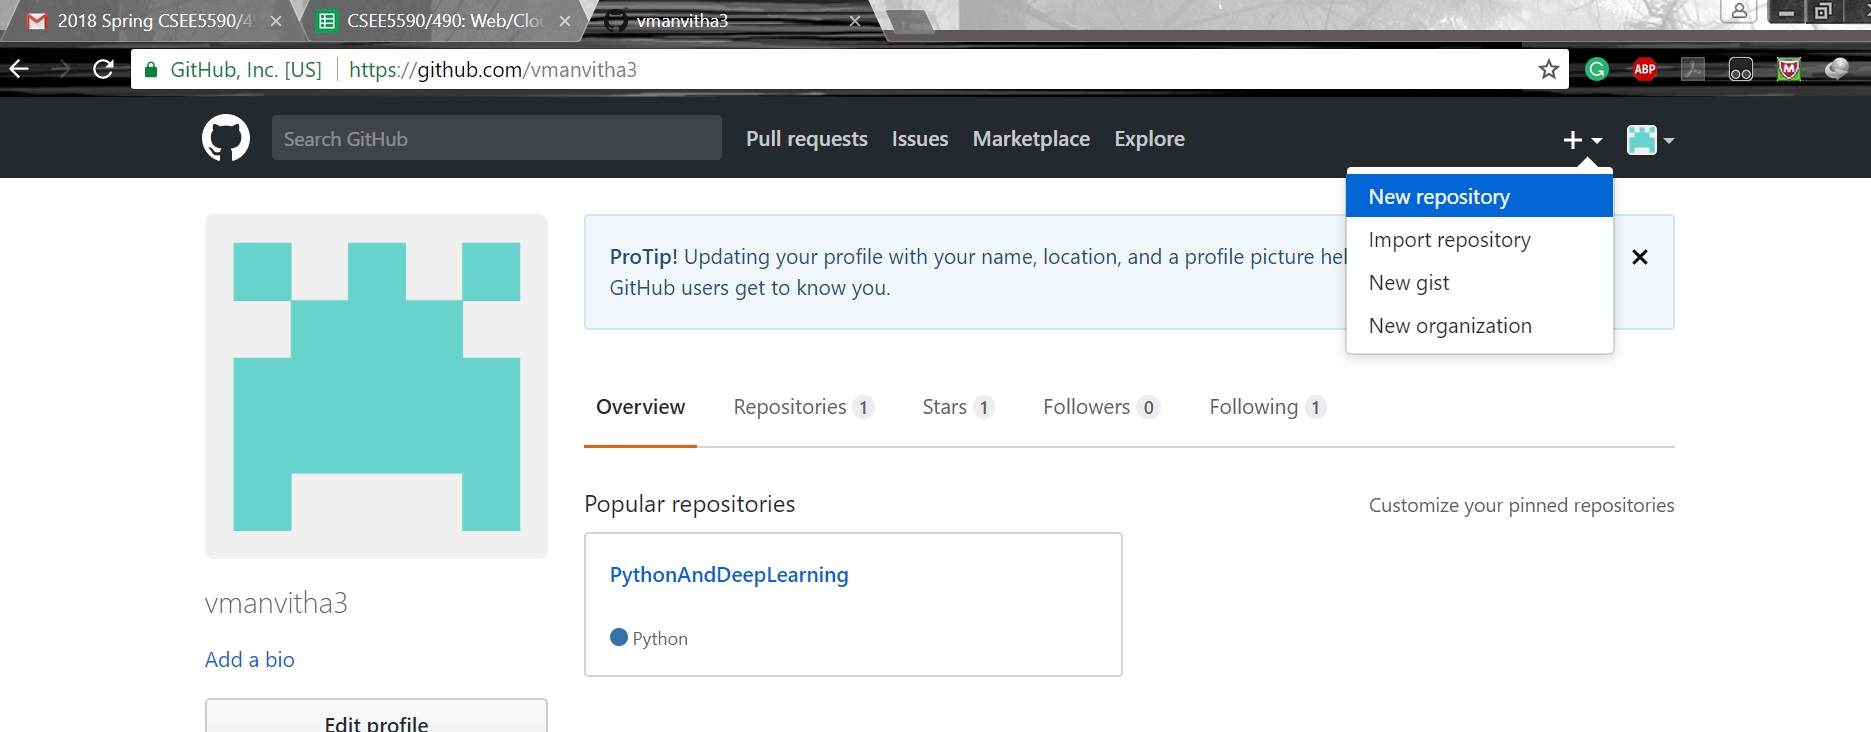 2018 Spring CSEE5590/4
CSEE5590/490: Web/Clou
vmanvitha3
GitHub, Inc. [US]
https://github.com/vmanvitha3
ABP
Search GitHub
Pull requests
Issues
Marketplace
Explore
New repository
Import repository
New gist
New organization
ProTip! Updating your profile with your name, location, and a profile picture hel
GitHub users get to know you.
Overview
Repositories 1
Stars 1
Followers 0
Following 1
Popular repositories
Customize your pinned repositories
PythonAndDeepLearning
Python
vmanvitha3
Add a bio
Edit profile